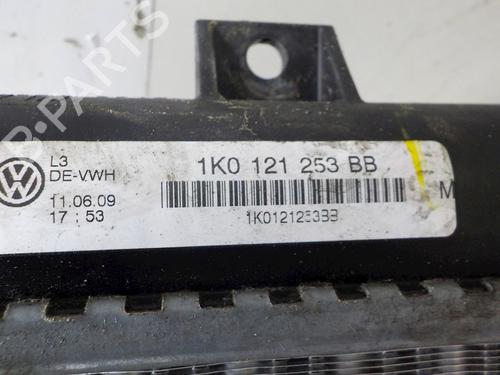 L3
DE-VWH
11.06.09
17 : 53
1K0 121 253 BB
1K0121253BB
M
B-PARTS